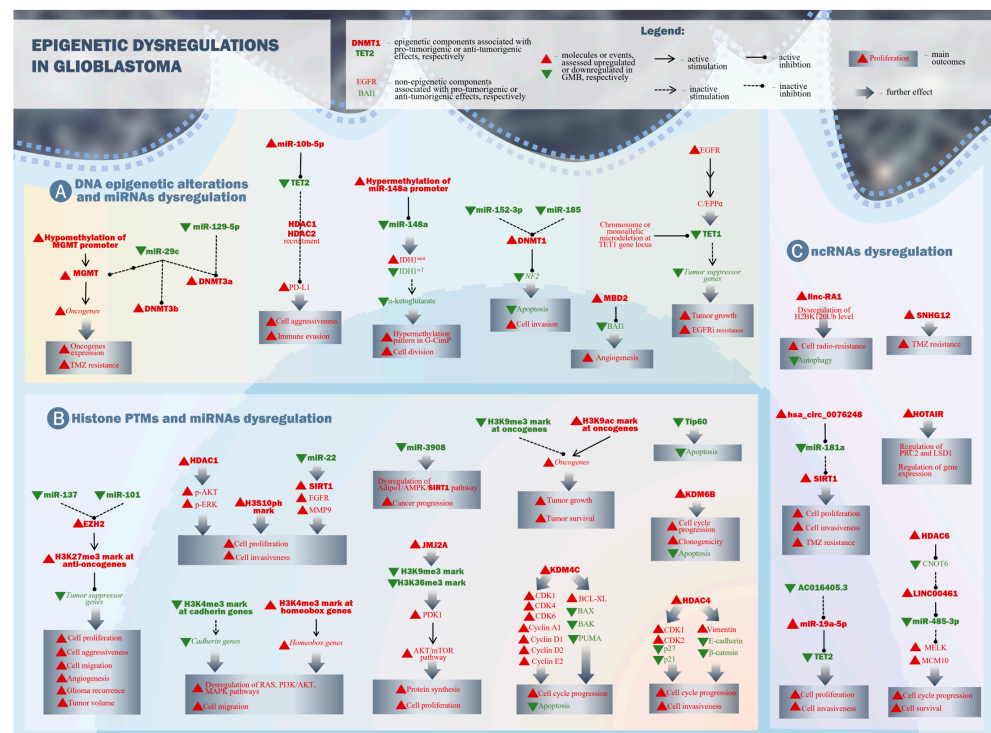 EPIGENETIC DYSREGULATIONS
IN GLIOBLASTOMA
Legend:
DNMT1
TET2
- epigenetic components associated with
pro-tumorigenic or anti-tumorigenic
effects, respectively
EGFR
BAI1
non-epigenetic components
associated with pro-tumorigenic or
anti-tumorigenic effects, respectively
- molecules or events,
assessed upregulated
or downregulated in
GMB, respectively
- active
stimulation
- inactive
stimulation
- active
inhibtion
- inactive
inhibtion
Proliferation
- main
outcomes
- further effect
A DNA epigenetic alterations
and miRNAs dysregulation
Hypomethylation of
MGMT promoter
MGMT
Oncogenes
Oncogenes
expression
TMZ resistance
miR-29c
miR-129-5p
DNMT3a
DNMT3b
miR-10b-5p
TET2
HDAC1
HDAC2
recruitment
PD-L1
Cell aggressiveness
Immune evasion
Hypermethylation of
miR-148a promoter
miR-148a
IDH1mut
IDH1wT
α-ketoglutarate
Hypermethylation
pattern in G-CimP
Cell division
miR-152-3p
miR-185
DNMT1
NF2
Apoptosis
Cell invasion
MBD2
BAI1
Angiogenesis
EGFR
C/EPPα
Chromosome or
monoallelic
microdeletion at
TET1 gene locus
TET1
Tumor suppressor
genes
Tumor growth
EGFRi resistance
B Histone PTMs and miRNAs dysregulation
miR-137
miR-101
EZH2
H3K27me3 mark at
anti-oncogenes
Tumor suppressor
genes
Cell proliferation
Cell aggressiveness
Cell migration
Angiogenesis
Glioma recurrence
Tumor volume
HDAC1
p-AKT
p-ERK
H3S10ph
mark
miR-22
SIRT1
EGFR
MMP9
Cell proliferation
Cell invasiveness
H3K4me3 mark
at cadherin genes
Cadherin genes
H3K4me3 mark at
homeobox genes
Homeobox genes
Dysregulation of RAS, PI3K/AKT,
MAPK pathways
Cell migration
miR-3908
Dysregulation of
Adipo1/AMPK/SIRT1 pathway
Cancer progression
JMJ2A
H3K9me3 mark
H3K36me3 mark
PDK1
AKT/mTOR
pathway
Protein synthesis
Cell proliferation
H3K9me3 mark
at oncogenes
H3K9ac mark
at oncogenes
Oncogenes
Tumor growth
Tumor survival
KDM4C
CDK1
CDK4
CDK6
Cyclin A1
Cyclin D1
Cyclin D2
Cyclin E2
BCL-XL
BAX
BAK
PUMA
Cell cycle progression
Apoptosis
Tip60
Apoptosis
KDM6B
Cell cycle
progression
Clonogenicity
Apoptosis
HDAC4
CDK1
CDK2
p27
p21
Vimentin
E-cadherin
β-catenin
Cell cycle progression
Cell invasiveness
C ncRNAs dysregulation
linc-RA1
Dysregulation of
H2BK120Ub level
Cell radio-resistance
Autophagy
SNHG12
TMZ resistance
hsa_circ_0076248
miR-181a
SIRT1
Cell proliferation
Cell invasiveness
TMZ resistance
HOTAIR
Regulation of
PRC2 and LSD1
Regulation of gene
expression
AC016405.3
miR-19a-5p
TET2
Cell proliferation
Cell invasiveness
HDAC6
CNOT6
LINC00461
miR-485-3p
MELK
MCM10
Cell cycle progression
Cell survival